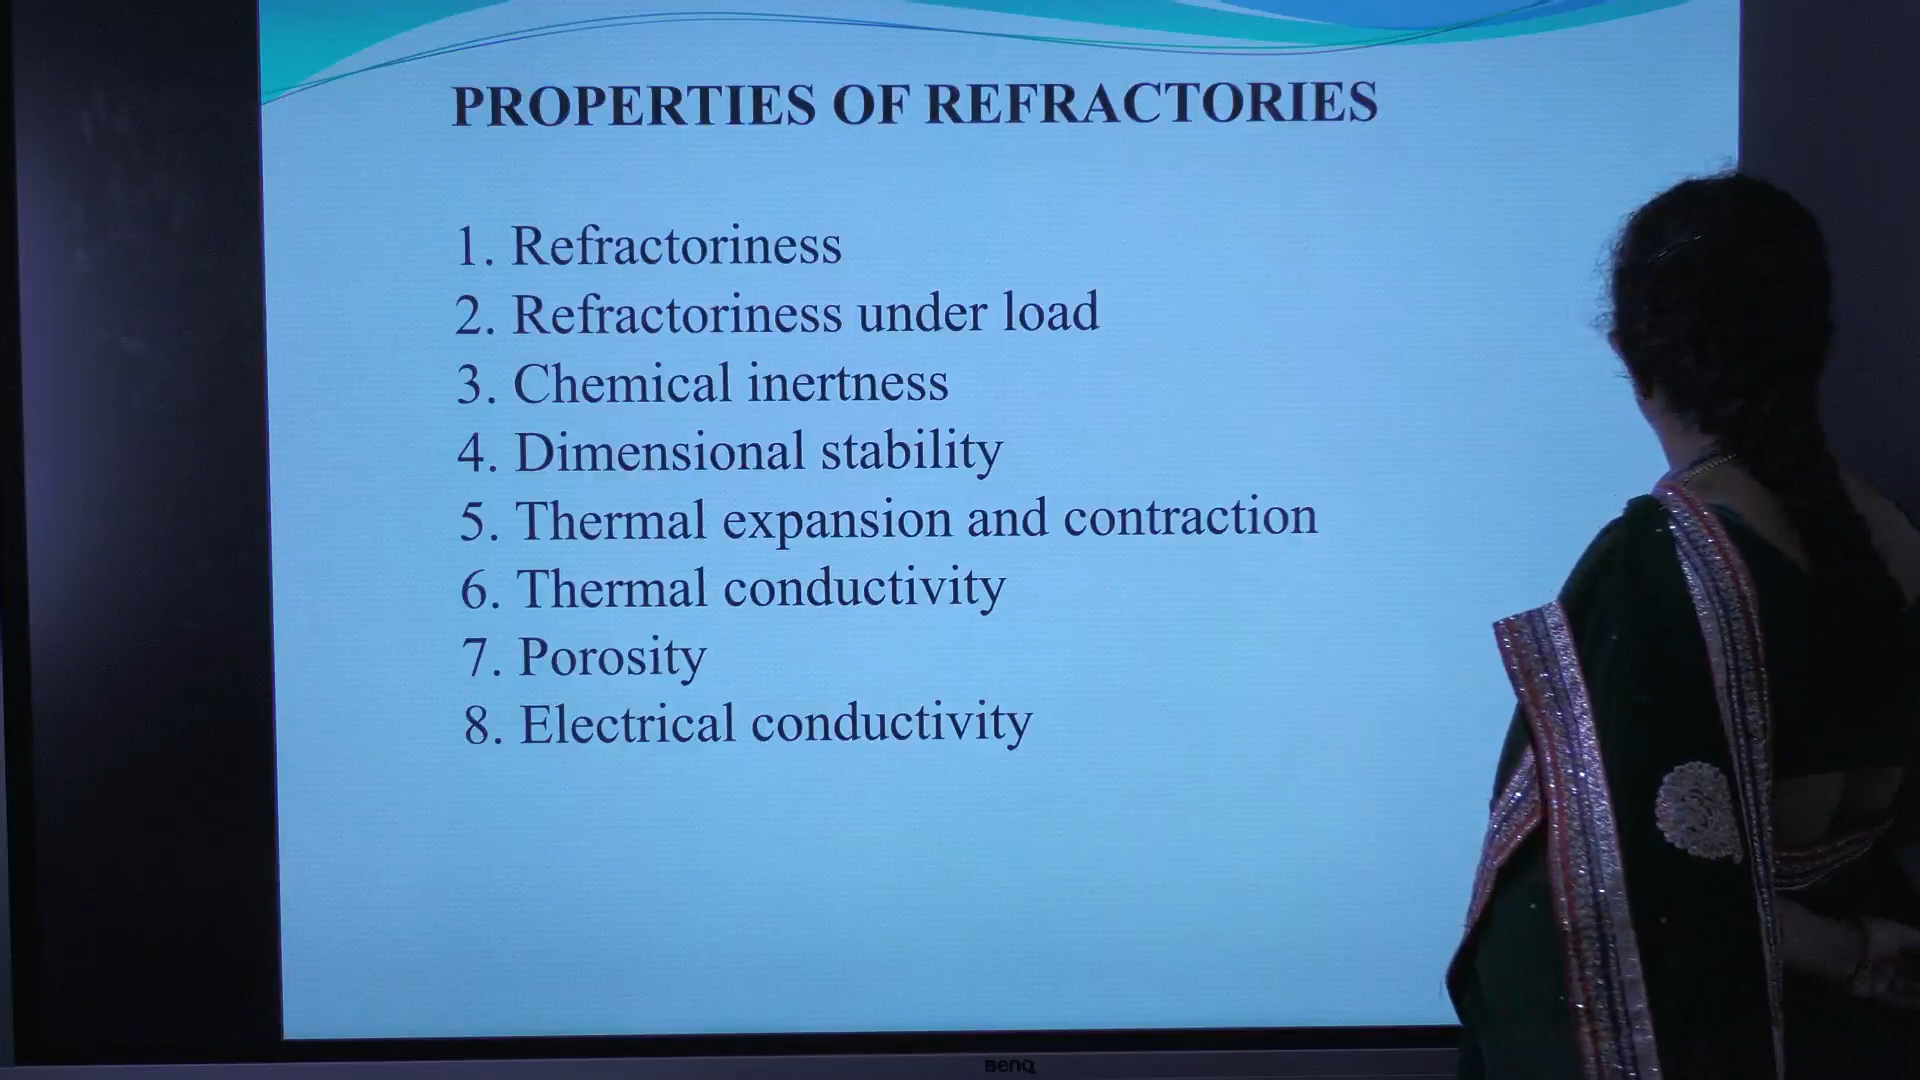 PROPERTIES OF REFRACTORIES
1. Refractoriness
2. Refractoriness under load
3. Chemical inertness
4. Dimensional stability
5. Thermal expansion and contraction
6. Thermal conductivity
7. Porosity
8. Electrical conductivity
BenQ